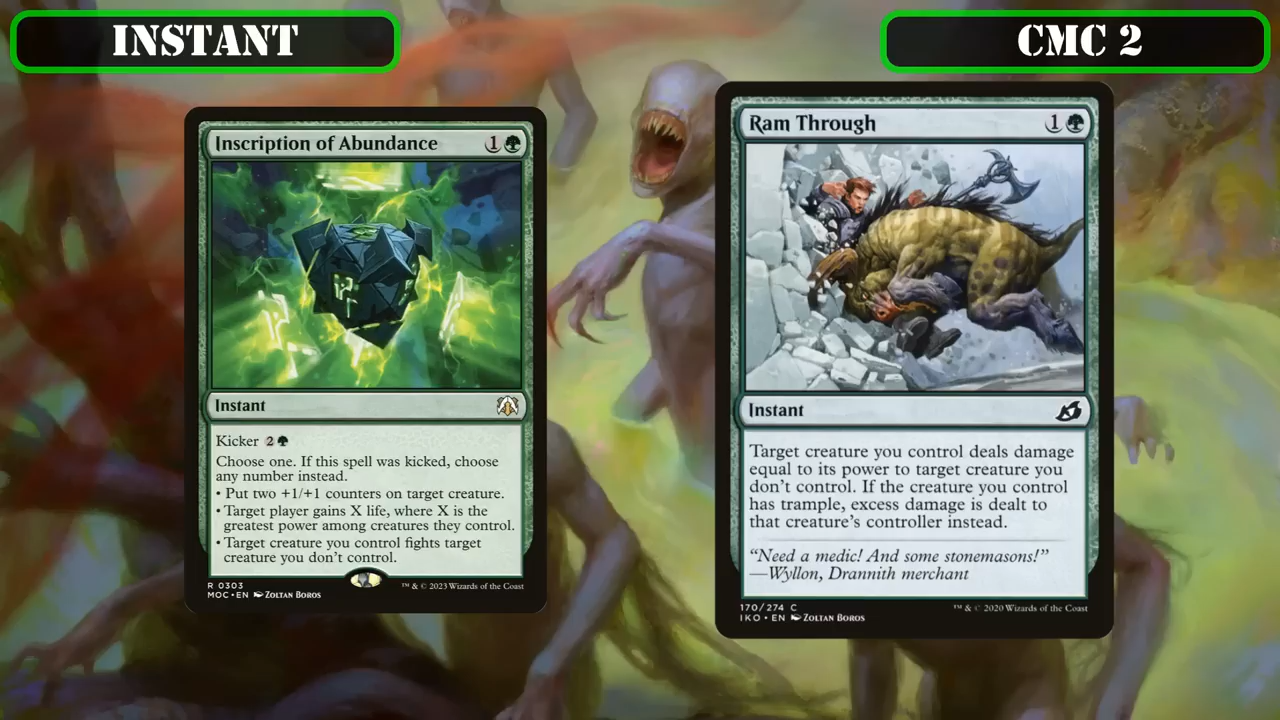 INSTANT
CMC 2
Inscription of Abundance 1
Instant
Kicker 2
Choose one. If this spell was kicked, choose
any number instead.
• Put two +1/+1 counters on target creature.
• Target player gains X life, where X is the
greatest power among creatures they control.
• Target creature you control fights target
creature you don't control.
R 0303
MOC • EN Zoltan Boros
™ & © 2023 Wizards of the Coast
Ram Through 1
Instant
Target creature you control deals damage
equal to its power to target creature you
don't control. If the creature you control
has trample, excess damage is dealt to
that creature's controller instead.
"Need a medic! And some stonemasons!"
—Wyllon, Drannith merchant
170/274 C
IKO • EN Zoltan Boros
™ & © 2020 Wizards of the Coast